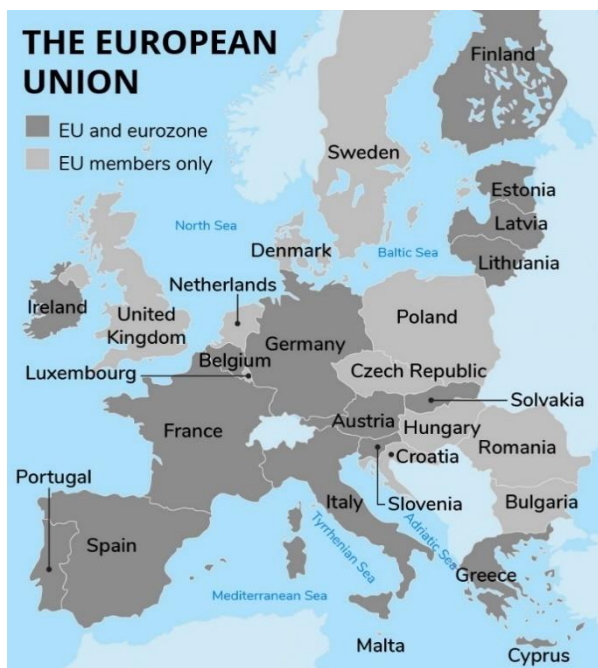 THE EUROPEAN
UNION
EU and eurozone
EU members only
Finland
Sweden
Estonia
Latvia
Lithuania
North Sea
Baltic Sea
Denmark
Netherlands
Ireland
United
Kingdom
Poland
Germany
Belgium
Luxembourg
Czech Republic
Solvakia
Austria
Hungary
France
Romania
Croatia
Portugal
Slovenia
Italy
Bulgaria
Spain
Tyrrhenian Sea
Adriatic Sea
Greece
Mediterranean Sea
Malta
Cyprus